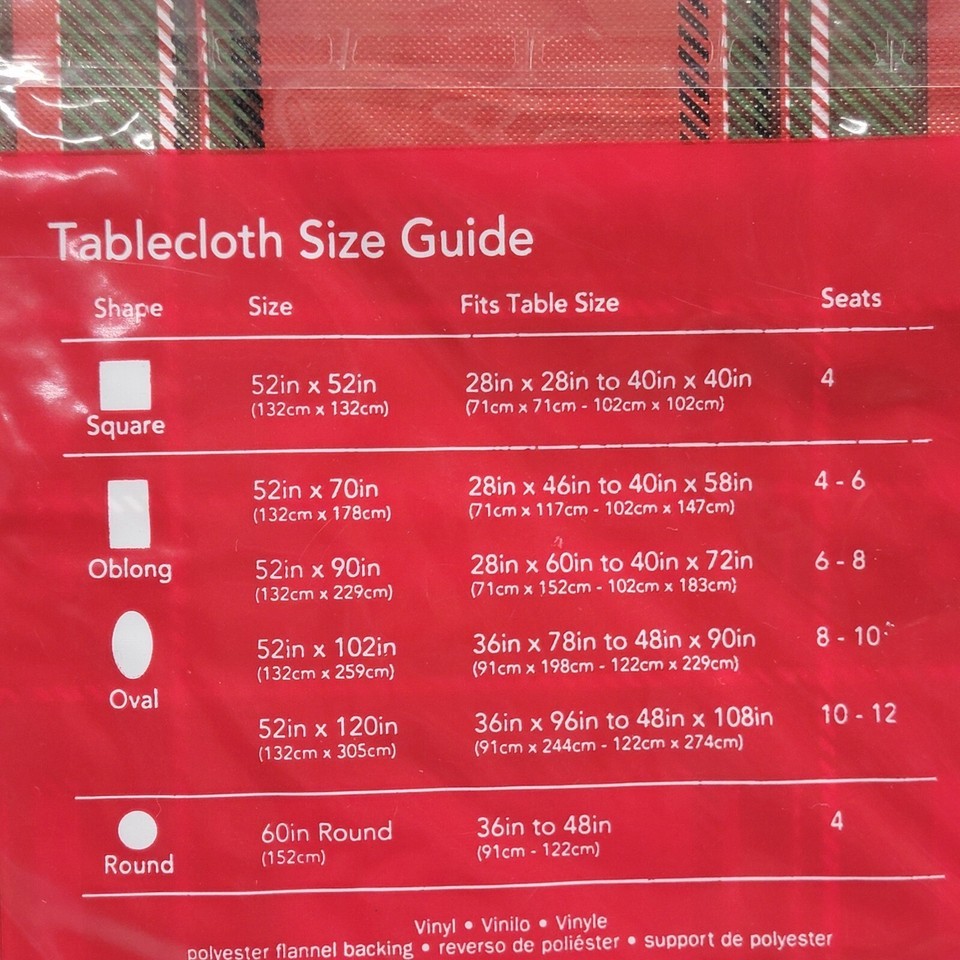 Tablecloth Size Guide
Shape Size Fits Table Size Seats
52in x 52in 28in x 28in to 40in x 40in 4
(132cm x 132cm) (71cm x 71cm - 102cm x 102cm)
Square
52in x 70in 28in x 46in to 40in x 58in 4 - 6
(132cm x 178cm) (71cm x 117cm - 102cm x 147cm)
Oblong
52in x 90in 28in x 60in to 40in x 72in 6 - 8
(132cm x 229cm) (71cm x 152cm - 102cm x 183cm)
52in x 102in 36in x 78in to 48in x 90in 8 - 10
(132cm x 259cm) (91cm x 198cm - 122cm x 229cm)
Oval
52in x 120in 36in x 96in to 48in x 108in 10 - 12
(132cm x 305cm) (91cm x 244cm - 122cm x 274cm)
60in Round 36in to 48in 4
(152cm) (91cm - 122cm)
Round
Vinyl • Vinilo • Vinyle
polyester flannel backing • reverso de poliéster • support de polyester